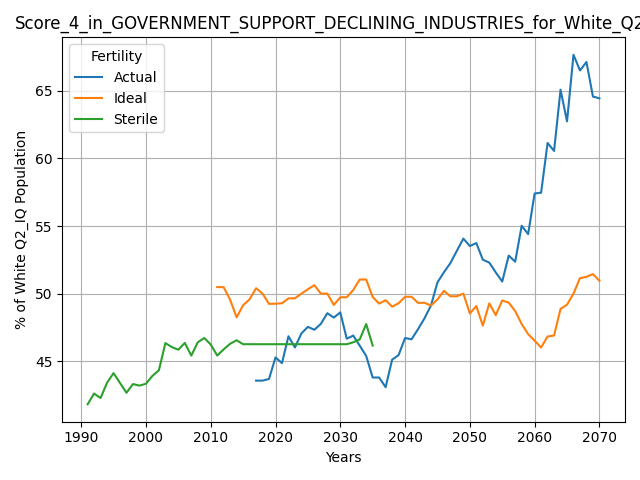 Score_4_in_GOVERNMENT_SUPPORT_DECLINING_INDUSTRIES_for_White_Q2
Fertility
Actual
Ideal
Sterile
% of White Q2_IQ Population
65
60
55
50
45
1990 2000 2010 2020 2030 2040 2050 2060 2070
Years